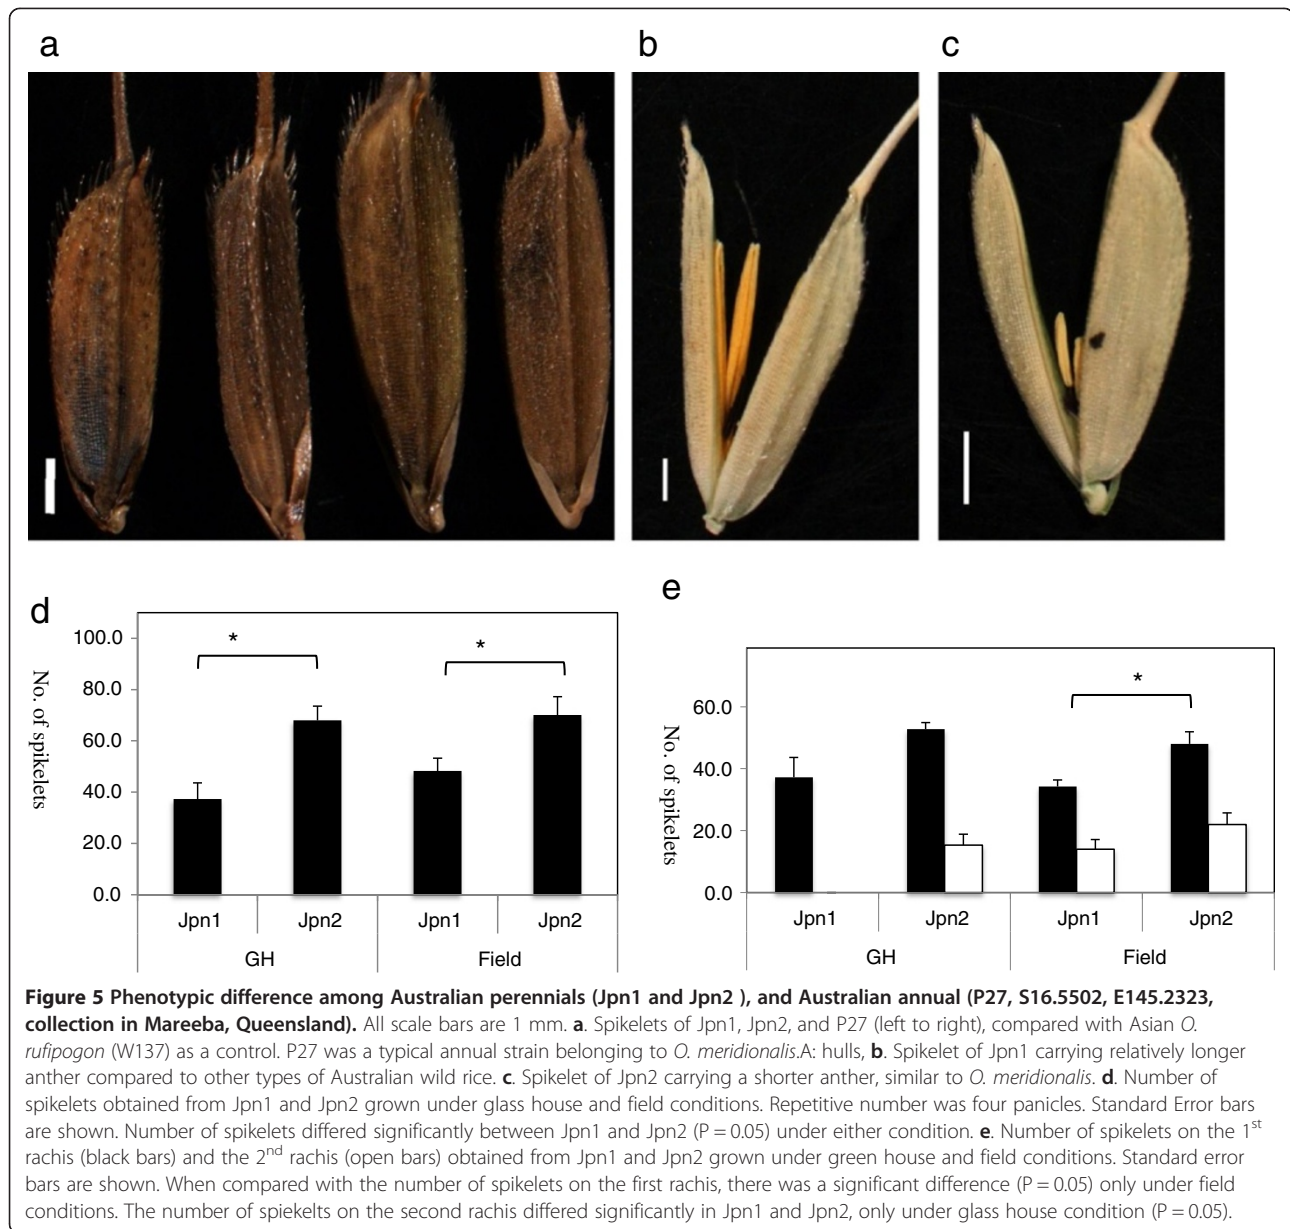 a
b
c
d
100.0
80.0
60.0
40.0
20.0
0.0
No. of spikelets
*
*
Jpn1
Jpn2
Jpn1
Jpn2
GH
Field
e
60.0
40.0
20.0
0.0
No. of spikelets
*
Jpn1
Jpn2
Jpn1
Jpn2
GH
Field
Figure 5 Phenotypic difference among Australian perennials (Jpn1 and Jpn2 ), and Australian annual (P27, S16.5502, E145.2323,
collection in Mareeba, Queensland). All scale bars are 1 mm. a. Spikelets of Jpn1, Jpn2, and P27 (left to right), compared with Asian O.
rufipogon (W137) as a control. P27 was a typical annual strain belonging to O. meridionalis.A: hulls, b. Spikelet of Jpn1 carrying relatively longer
anther compared to other types of Australian wild rice. c. Spikelet of Jpn2 carrying a shorter anther, similar to O. meridionalis. d. Number of
spikelets obtained from Jpn1 and Jpn2 grown under glass house and field conditions. Repetitive number was four panicles. Standard Error bars
are shown. Number of spikelets differed significantly between Jpn1 and Jpn2 (P = 0.05) under either condition. e. Number of spikelets on the 1st
rachis (black bars) and the 2nd rachis (open bars) obtained from Jpn1 and Jpn2 grown under green house and field conditions. Standard error
bars are shown. When compared with the number of spikelets on the first rachis, there was a significant difference (P = 0.05) only under field
conditions. The number of spiekelts on the second rachis differed significantly in Jpn1 and Jpn2, only under glass house condition (P = 0.05).